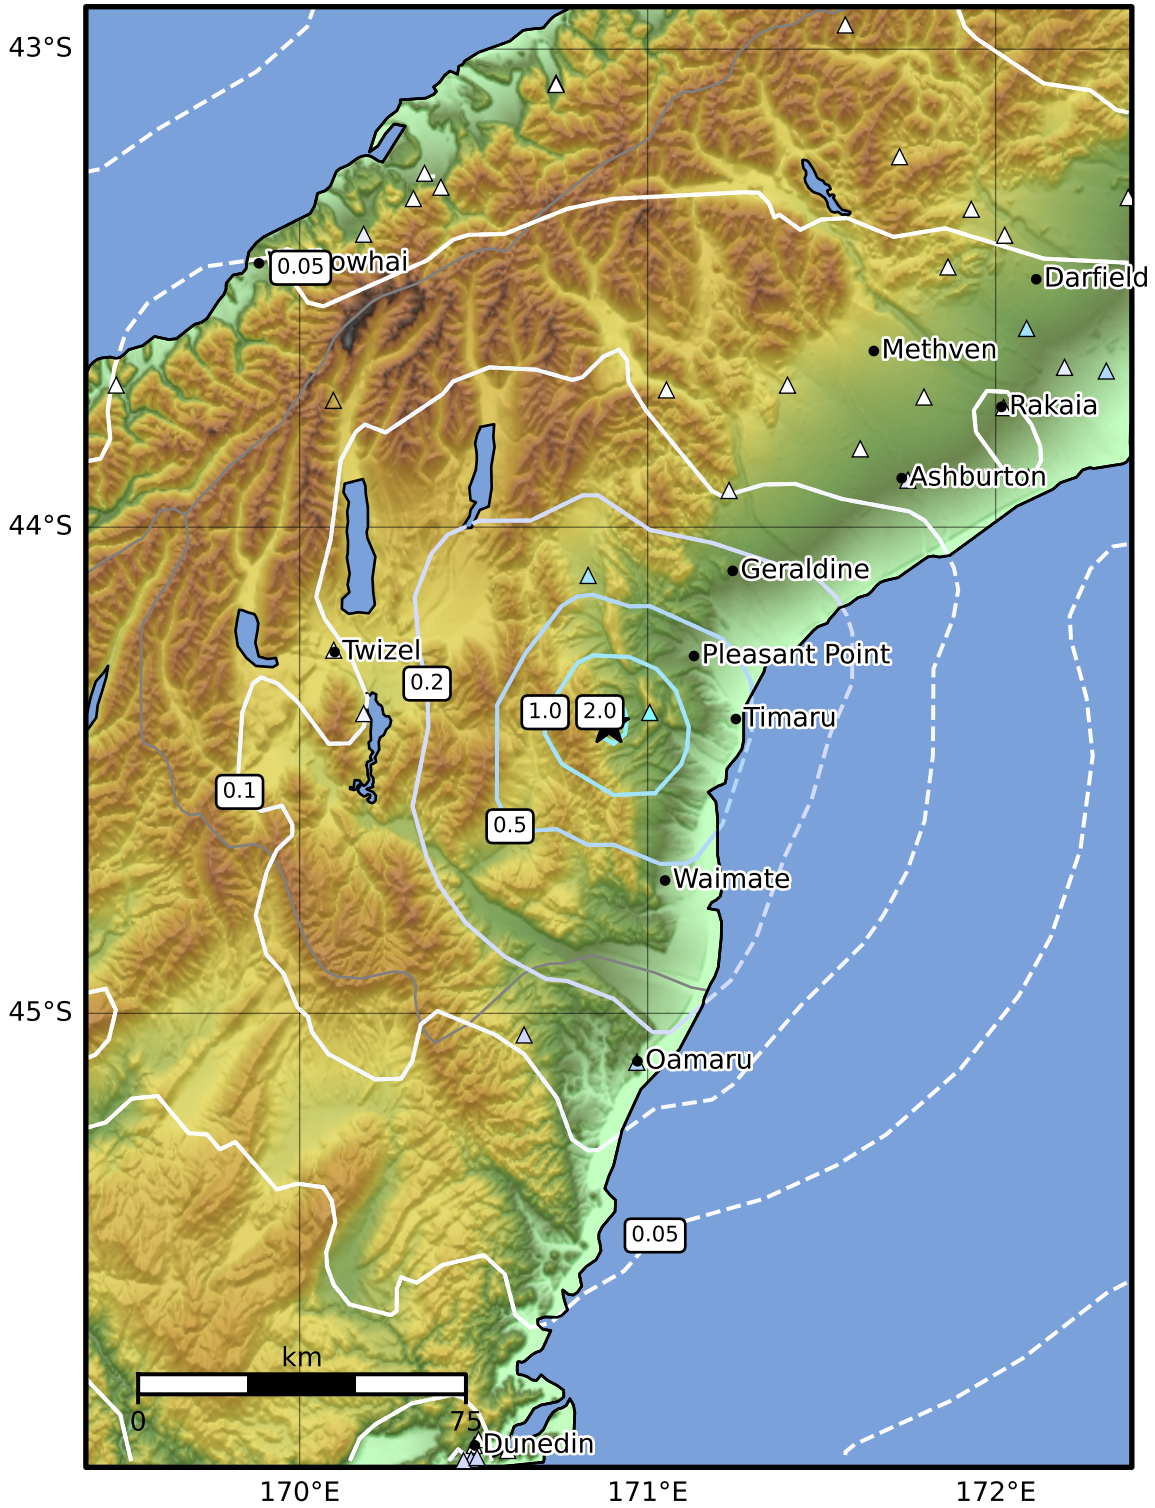 43°S
0.05
Darfield
Methven
Rakaia
Ashburton
44°S
Geraldine
Twizel
Pleasant Point
0.2
1.0
2.0
Timaru
0.1
0.5
Waimate
45°S
Oamaru
0.05
km
0
75
Dunedin
170°E
171°E
172°E